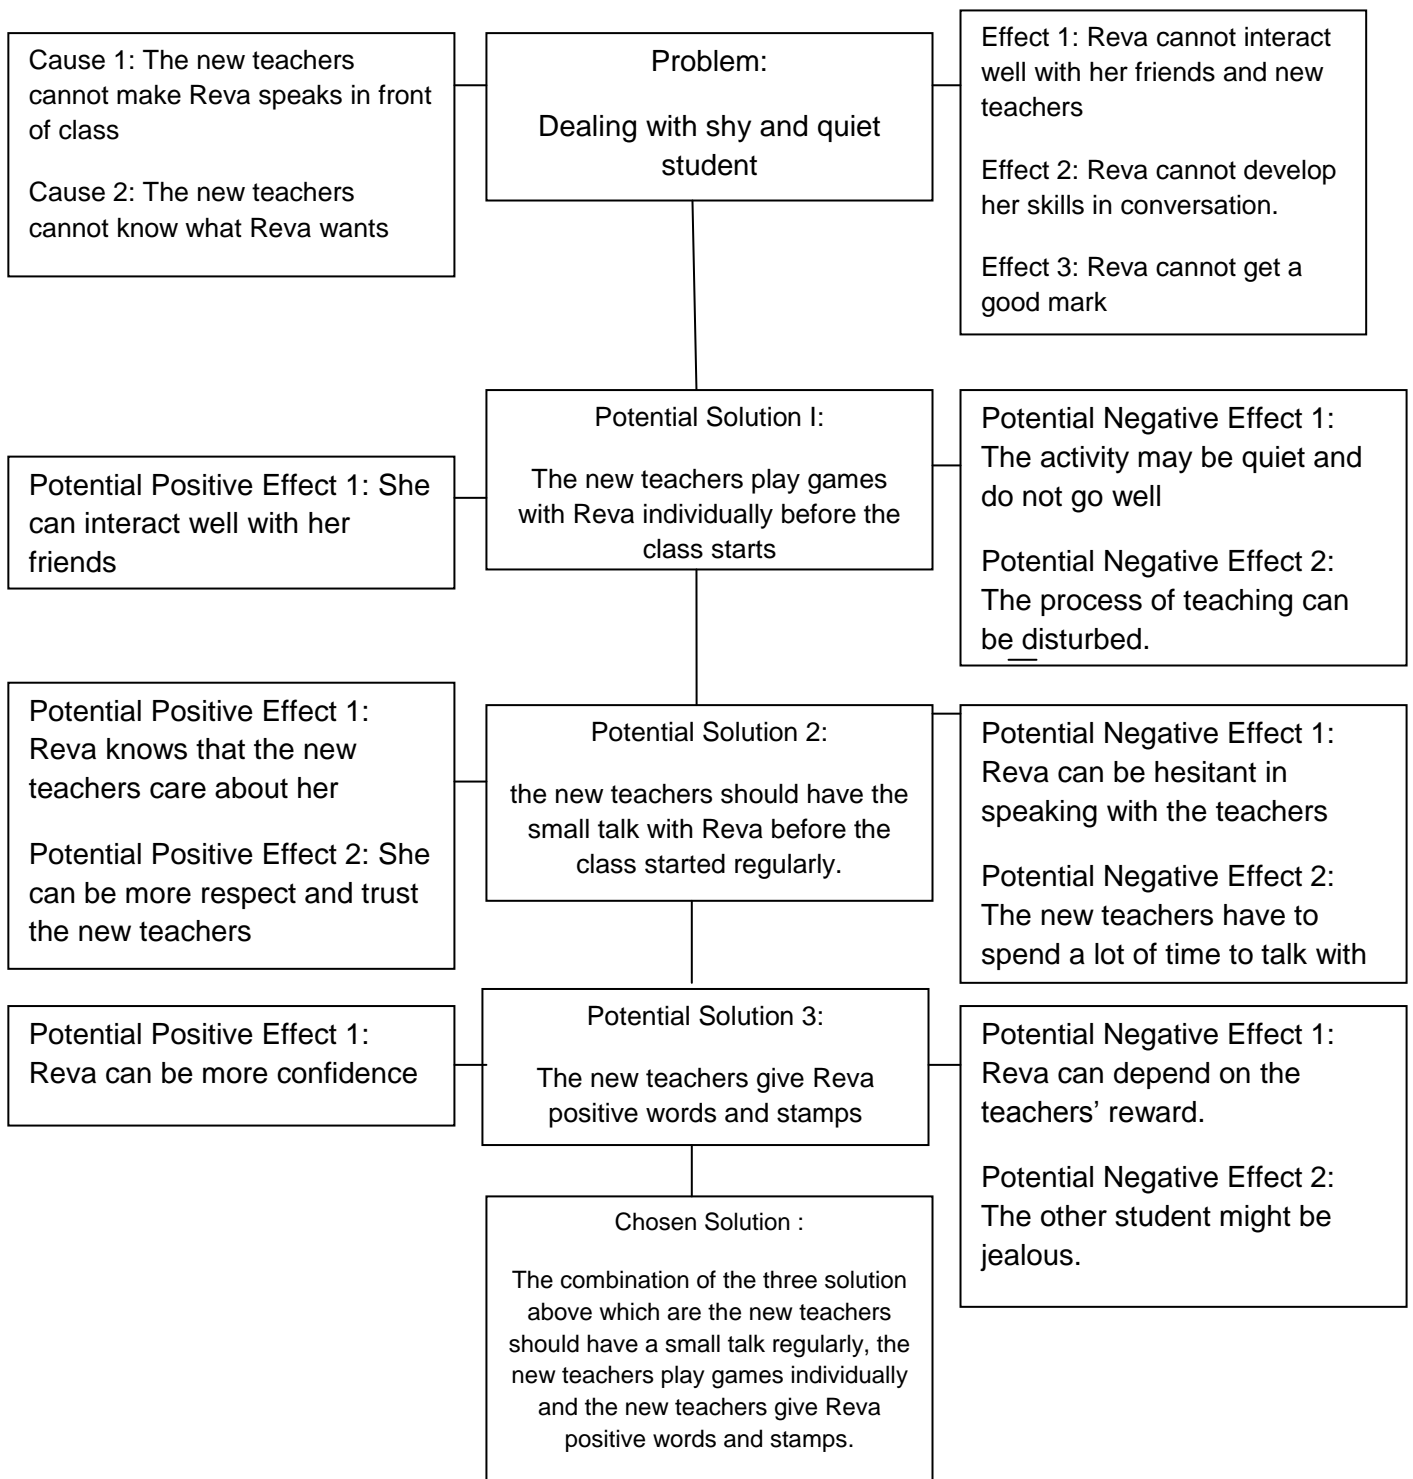 Cause 1: The new teachers
cannot make Reva speaks in front
of class
Cause 2: The new teachers
cannot know what Reva wants
Problem:
Dealing with shy and quiet
student
Effect 1: Reva cannot interact
well with her friends and new
teachers
Effect 2: Reva cannot develop
her skills in conversation.
Effect 3: Reva cannot get a
good mark
Potential Positive Effect 1: She
can interact well with her
friends
Potential Solution I:
The new teachers play games
with Reva individually before the
class starts
Potential Negative Effect 1:
The activity may be quiet and
do not go well
Potential Negative Effect 2:
The process of teaching can
be disturbed.
Potential Positive Effect 1:
Reva knows that the new
teachers care about her
Potential Positive Effect 2: She
can be more respect and trust
the new teachers
Potential Solution 2:
the new teachers should have the
small talk with Reva before the
class started regularly.
Potential Negative Effect 1:
Reva can be hesitant in
speaking with the teachers
Potential Negative Effect 2:
The new teachers have to
spend a lot of time to talk with
Potential Positive Effect 1:
Reva can be more confidence
Potential Solution 3:
The new teachers give Reva
positive words and stamps
Potential Negative Effect 1:
Reva can depend on the
teachers’ reward.
Potential Negative Effect 2:
The other student might be
jealous.
Chosen Solution :
The combination of the three solution
above which are the new teachers
should have a small talk regularly, the
new teachers play games individually
and the new teachers give Reva
positive words and stamps.